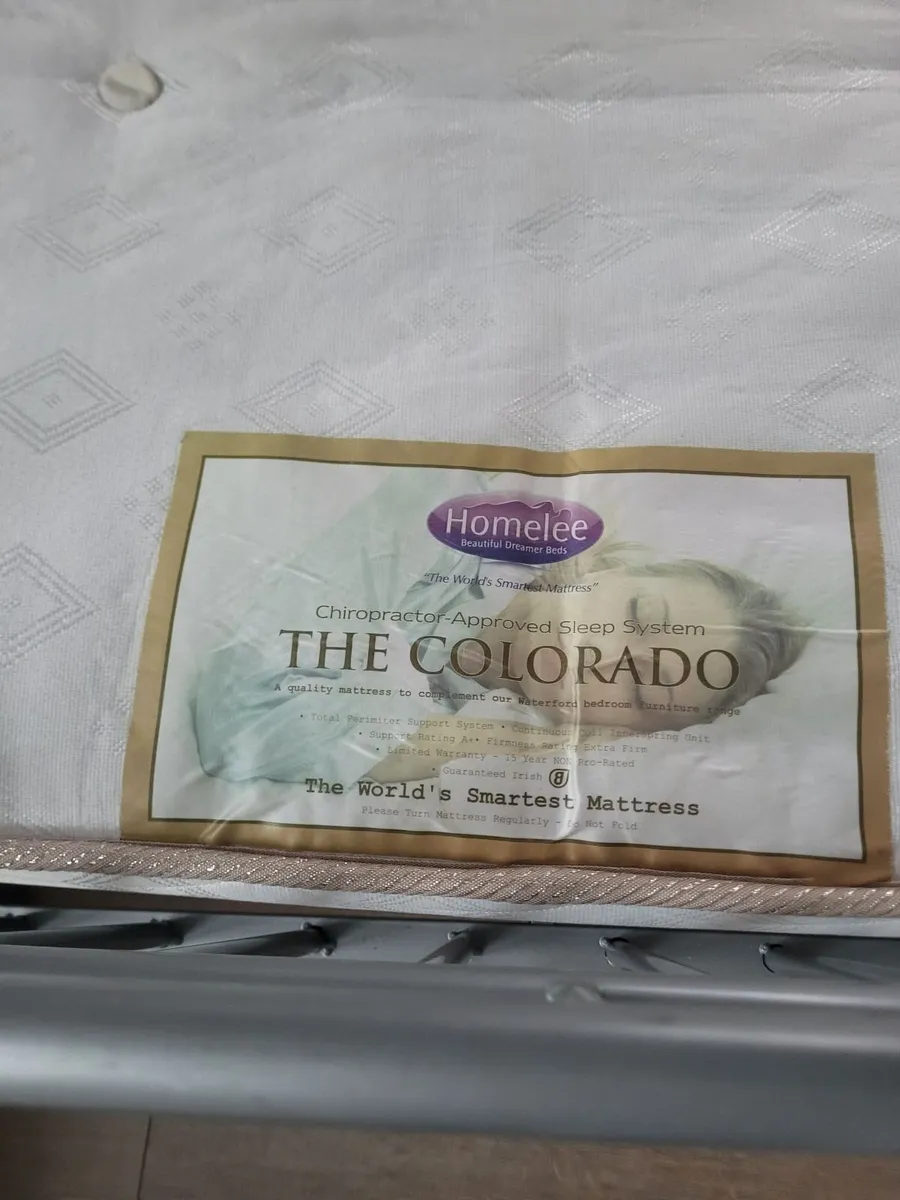 Homelee
Beautiful Dreamer Beds
"The World's Smartest Mattress"
Chiropractor-Approved Sleep System
THE COLORADO
A quality mattress to complement our Waterford bedroom furniture range
• Total Perimiter Support System • Continuous Coil Innerspring Unit
• Support Rating A+• Firmness Rating Extra Firm
• Limited Warranty - 15 Year NON Pro-Rated
• Guaranteed Irish
The World's Smartest Mattress
Please Turn Mattress Regularly - Do Not Fold